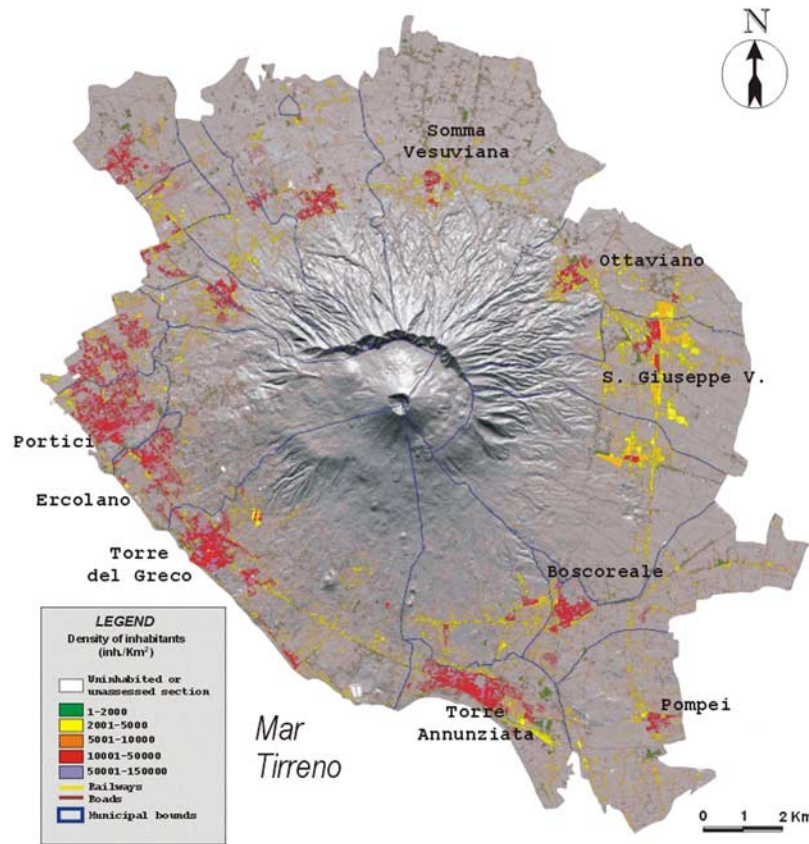 N
Somma
Vesuviana
Ottaviano
S. Giuseppe V.
Portici
Ercolano
Torre
del Greco
Boscoreale
LEGEND
Density of inhabitants
(inh./Km²)
Uninhabited or
unassessed section
1-2000
2001-5000
5001-10000
10001-50000
50001-150000
Railways
Roads
Municipal bounds
Torre
Annunziata
Pompei
Mar
Tirreno
0 1 2 Km